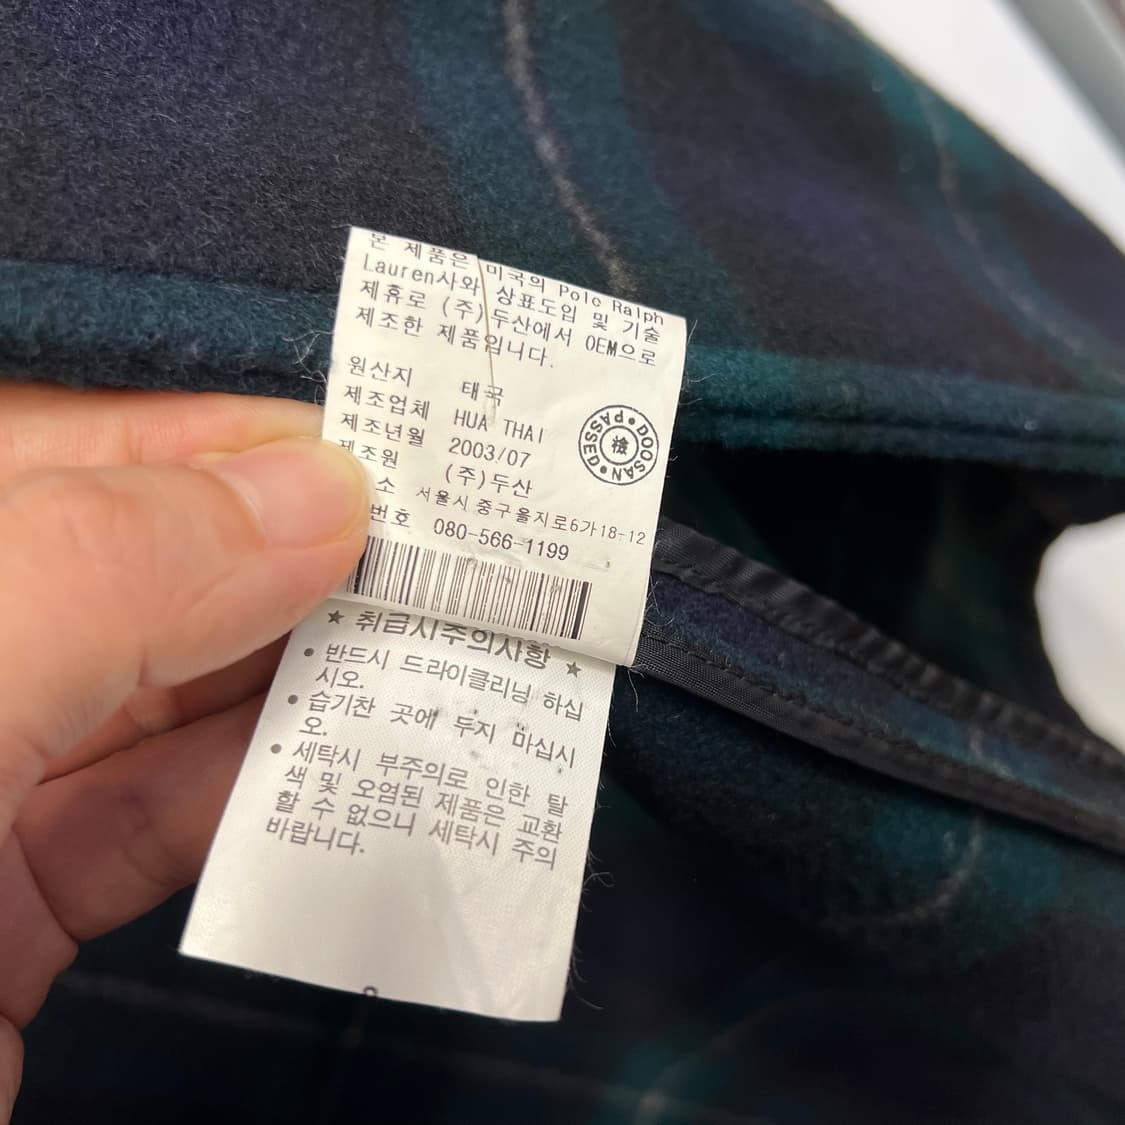 본 제품은 미국의 Polo Ralph
Lauren사와 상표도입 및 기술
제휴로 (주)두산에서 OEM으로
제조한 제품입니다.
원산지 태국
제조업체 HUA THAI
제조년월 2003/07
제조원 (주)두산
소 서울시 중구을지로6가18-12
번호 080-566-1199
DOOSAN PASSED
檢
★ 취급시주의사항 ★
• 반드시 드라이클리닝 하십
시오.
• 습기찬 곳에 두지 마십시
오.
• 세탁시 부주의로 인한 탈
색 및 오염된 제품은 교환
할 수 없으니 세탁시 주의
바랍니다.